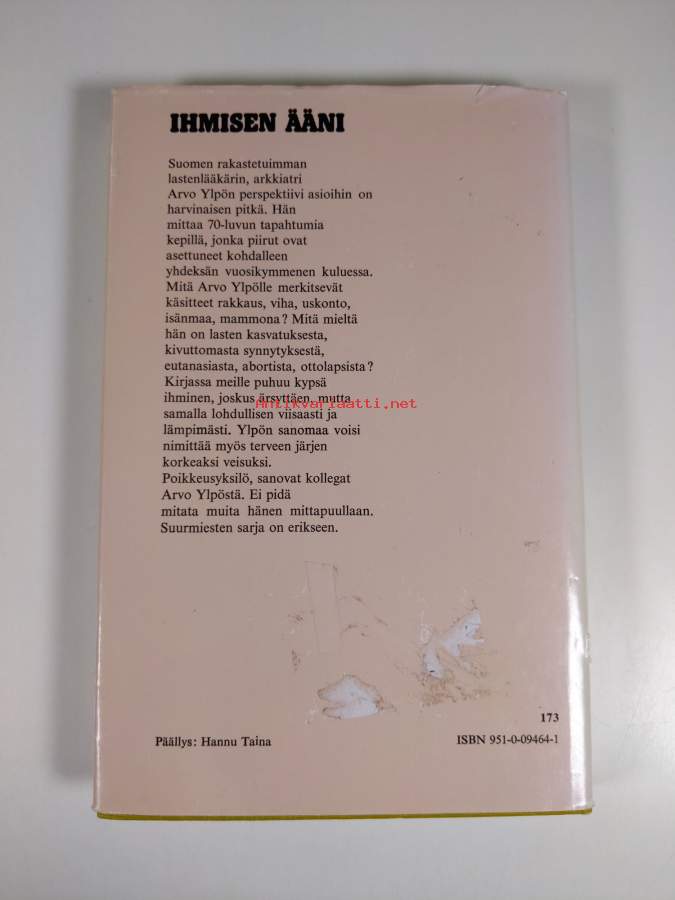 IHMISEN ÄÄNI
Suomen rakastetuimman
lastenlääkärin, arkkiatri
Arvo Ylpön perspektiivi asioihin on
harvinaisen pitkä. Hän
mittaa 70-luvun tapahtumia
kepillä, jonka piirut ovat
asettuneet kohdalleen
yhdeksän vuosikymmenen kuluessa.
Mitä Arvo Ylpölle merkitsevät
käsitteet rakkaus, viha, uskonto,
isänmaa, mammona? Mitä mieltä
hän on lasten kasvatuksesta,
kivuttomasta synnytyksestä,
eutanasiasta, abortista, ottolapsista?
Kirjassa meille puhuu kypsä
ihminen, joskus ärsyttäen, mutta
Antikvariaatti.net
samalla lohdullisen viisaasti ja
lämpimästi. Ylpön sanomaa voisi
nimittää myös terveen järjen
korkeaksi veisuksi.
Poikkeusyksilö, sanovat kollegat
Arvo Ylpöstä. Ei pidä
mitata muita hänen mittapuullaan.
Suurmiesten sarja on erikseen.
173
Päällys: Hannu Taina
ISBN 951-0-09464-1